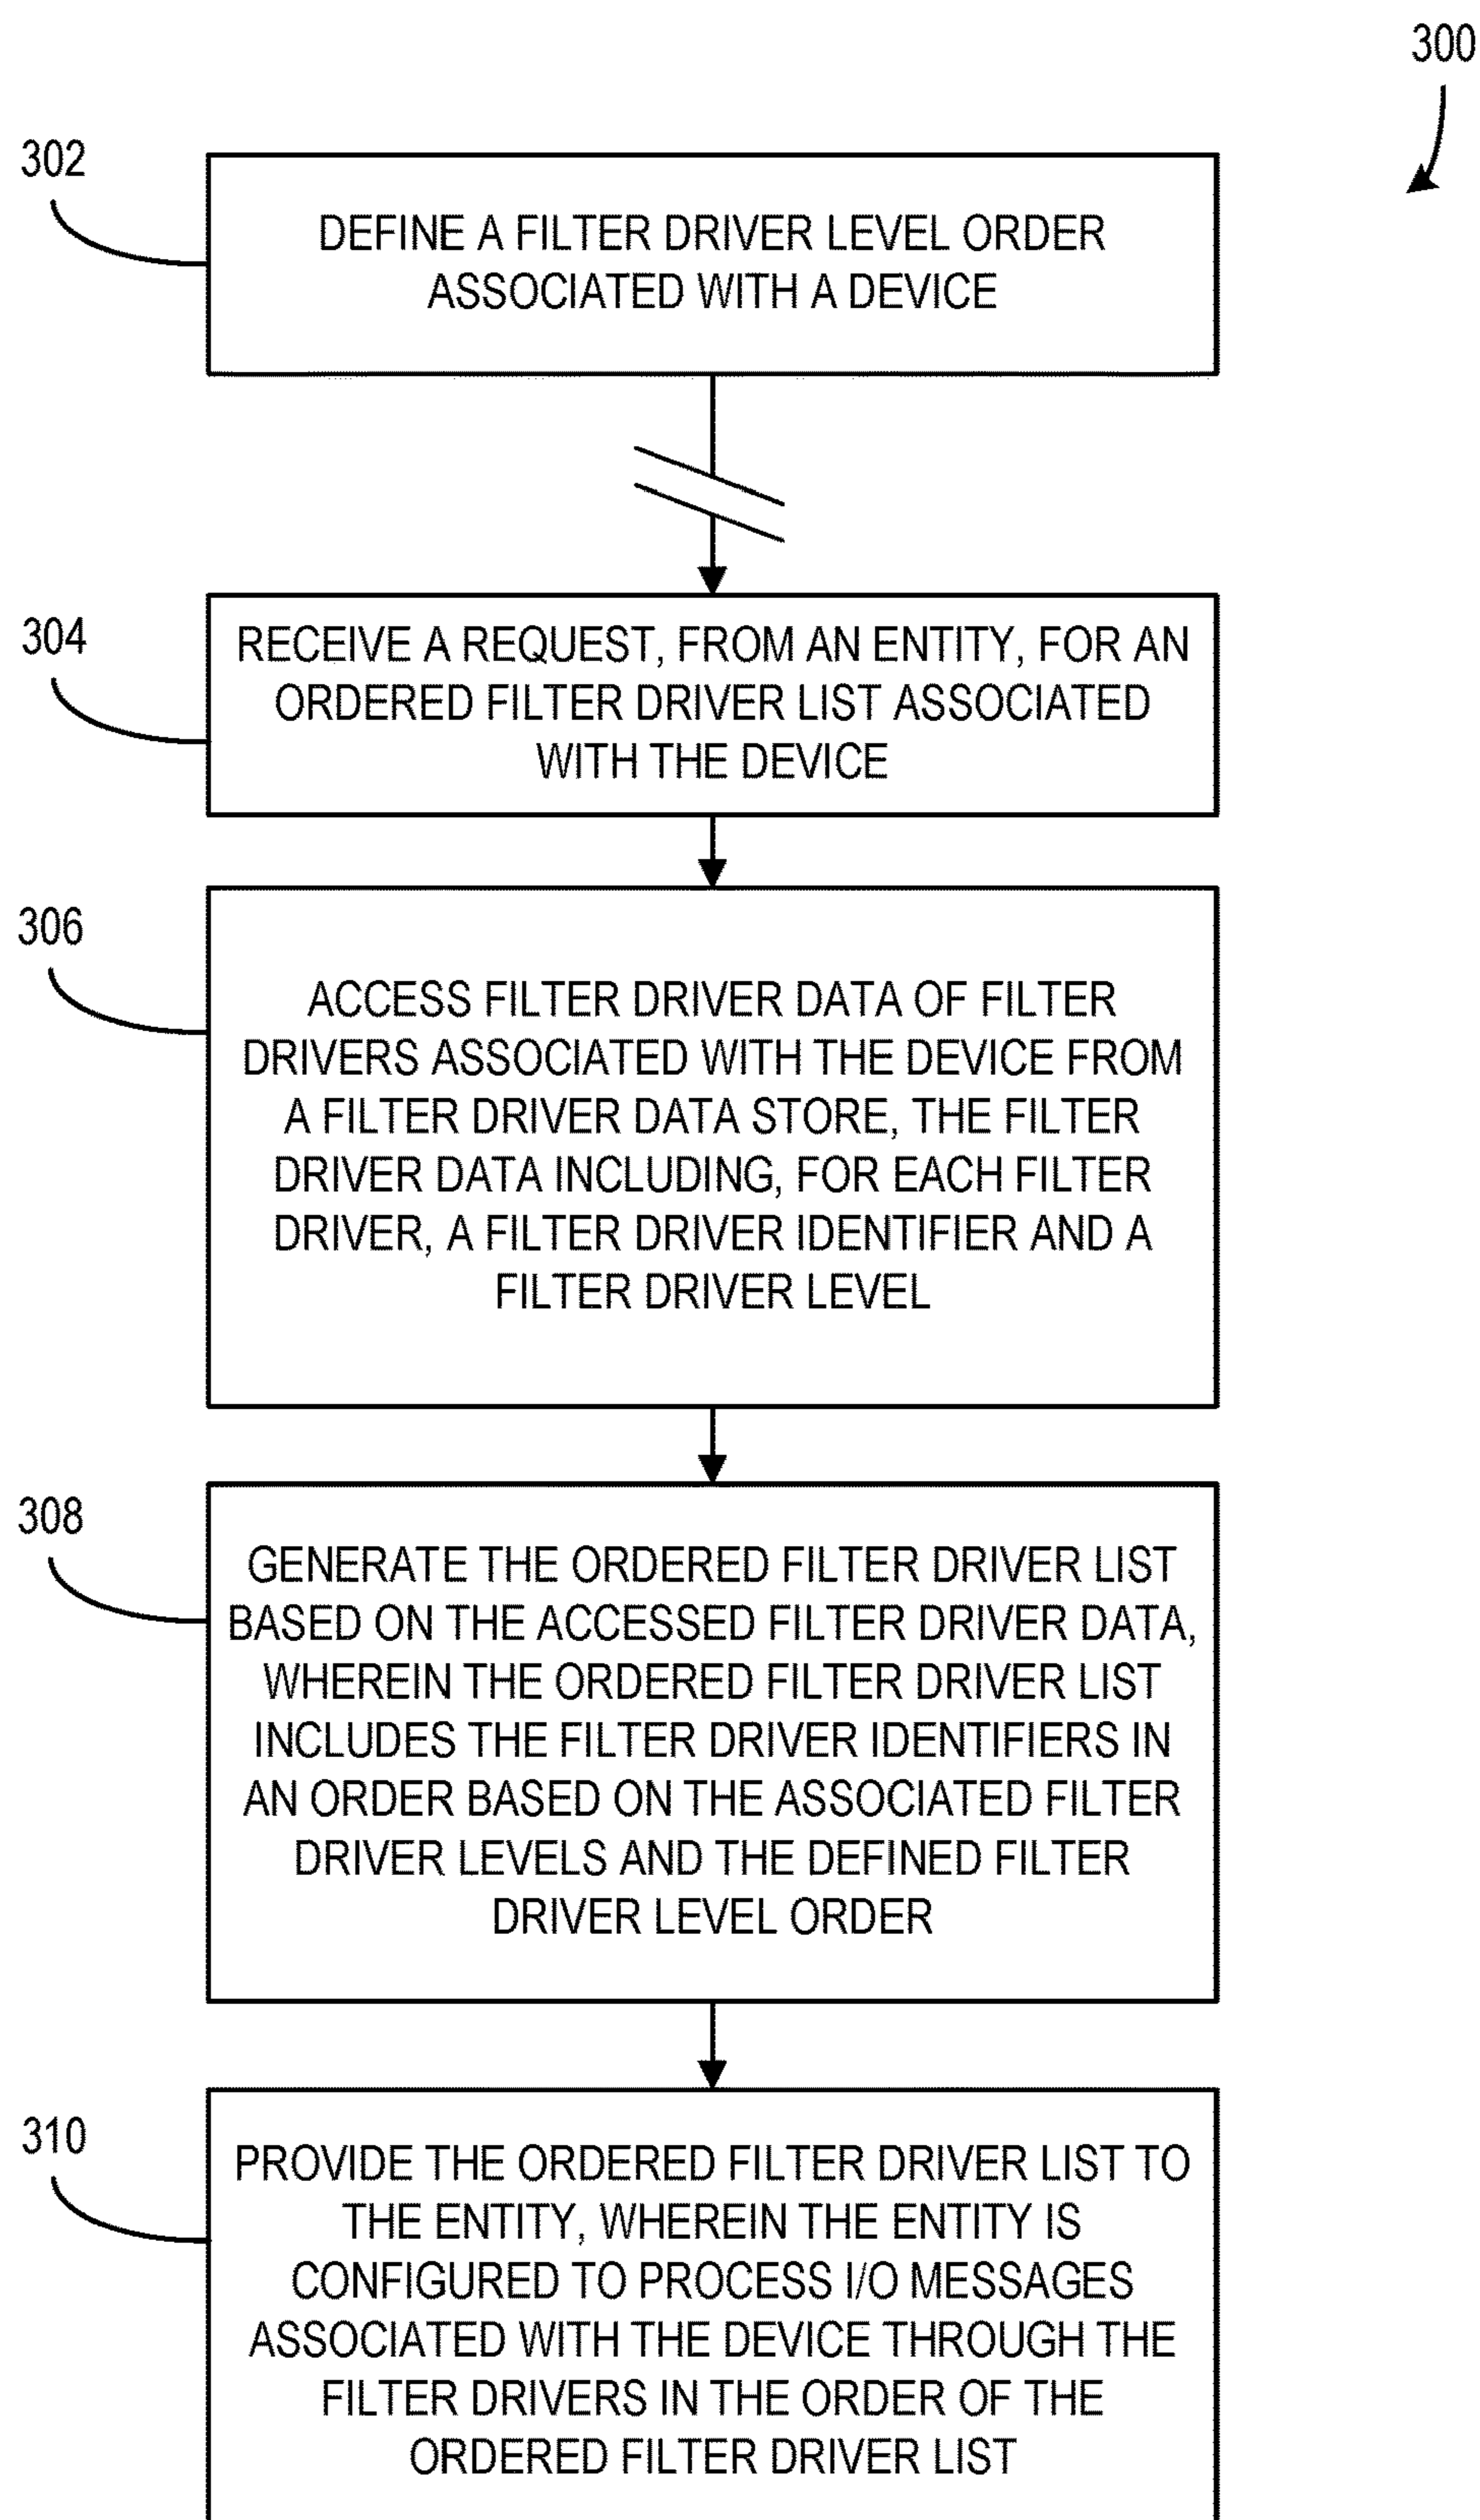 300
302
DEFINE A FILTER DRIVER LEVEL ORDER
ASSOCIATED WITH A DEVICE
304
RECEIVE A REQUEST, FROM AN ENTITY, FOR AN
ORDERED FILTER DRIVER LIST ASSOCIATED
WITH THE DEVICE
306
ACCESS FILTER DRIVER DATA OF FILTER
DRIVERS ASSOCIATED WITH THE DEVICE FROM
A FILTER DRIVER DATA STORE, THE FILTER
DRIVER DATA INCLUDING, FOR EACH FILTER
DRIVER, A FILTER DRIVER IDENTIFIER AND A
FILTER DRIVER LEVEL
308
GENERATE THE ORDERED FILTER DRIVER LIST
BASED ON THE ACCESSED FILTER DRIVER DATA,
WHEREIN THE ORDERED FILTER DRIVER LIST
INCLUDES THE FILTER DRIVER IDENTIFIERS IN
AN ORDER BASED ON THE ASSOCIATED FILTER
DRIVER LEVELS AND THE DEFINED FILTER
DRIVER LEVEL ORDER
310
PROVIDE THE ORDERED FILTER DRIVER LIST TO
THE ENTITY, WHEREIN THE ENTITY IS
CONFIGURED TO PROCESS I/O MESSAGES
ASSOCIATED WITH THE DEVICE THROUGH THE
FILTER DRIVERS IN THE ORDER OF THE
ORDERED FILTER DRIVER LIST